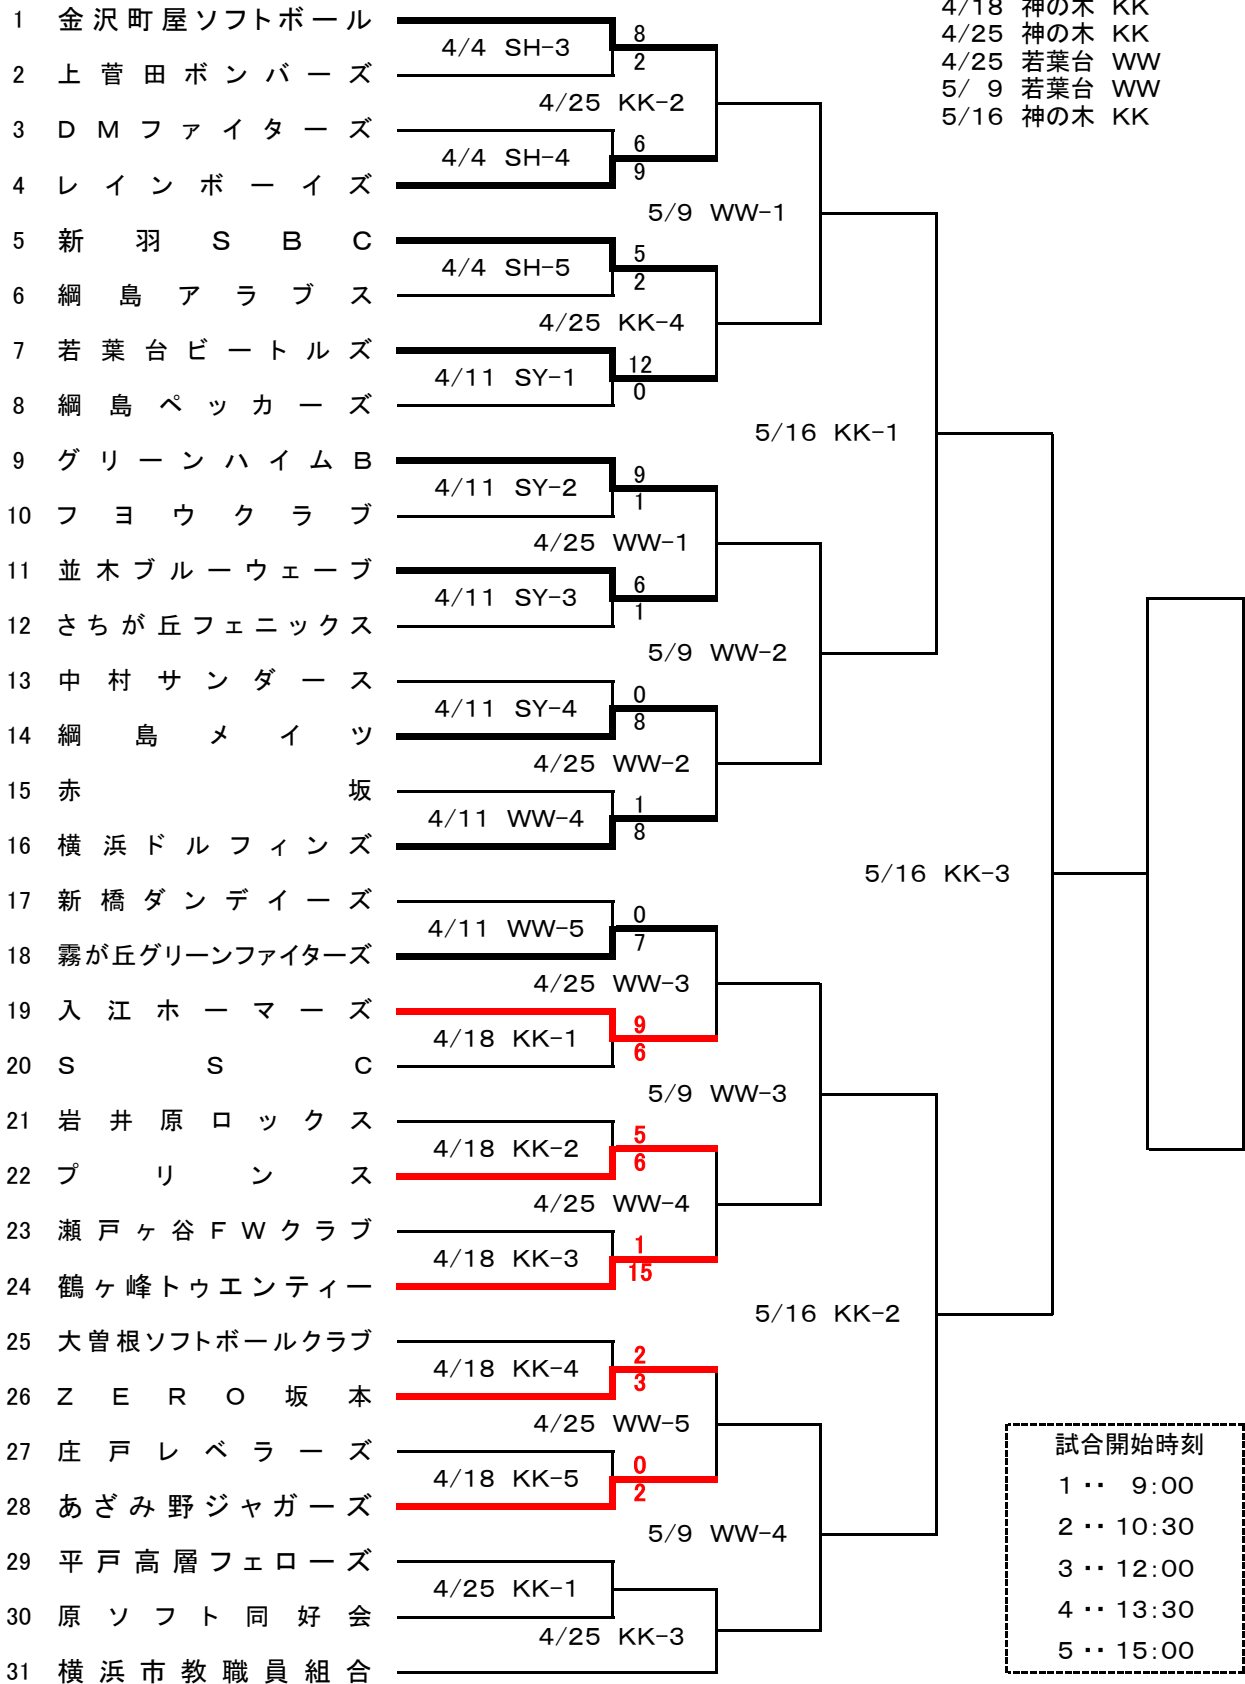 4/18 神の木 KK
4/25 神の木 KK
4/25 若葉台 WW
5/ 9 若葉台 WW
5/16 神の木 KK
1 金沢町屋ソフトボール
4/4 SH-3
8
2
2 上菅田ボンバーズ
4/25 KK-2
3 DMファイターズ
4/4 SH-4
6
9
4 レインボーイズ
5/9 WW-1
5 新羽SBC
4/4 SH-5
5
2
6 綱島アラブス
4/25 KK-4
7 若葉台ビートルズ
4/11 SY-1
12
0
8 綱島ペッカーズ
5/16 KK-1
9 グリーンハイムB
4/11 SY-2
9
1
10 フヨウクラブ
4/25 WW-1
11 並木ブルーウェーブ
4/11 SY-3
6
1
12 さちが丘フェニックス
5/9 WW-2
13 中村サンダース
4/11 SY-4
0
8
14 綱島メイツ
4/25 WW-2
15 赤坂
4/11 WW-4
1
8
16 横浜ドルフィンズ
5/16 KK-3
17 新橋ダンデイーズ
4/11 WW-5
0
7
18 霧が丘グリーンファイターズ
4/25 WW-3
19 入江ホーマーズ
4/18 KK-1
9
6
20 SSC
5/9 WW-3
21 岩井原ロックス
4/18 KK-2
5
6
22 プリンス
4/25 WW-4
23 瀬戸ヶ谷FWクラブ
4/18 KK-3
1
15
24 鶴ヶ峰トゥエンティー
5/16 KK-2
25 大曽根ソフトボールクラブ
4/18 KK-4
2
3
26 ZERO坂本
4/25 WW-5
27 庄戸レベラーズ
4/18 KK-5
0
2
28 あざみ野ジャガーズ
5/9 WW-4
29 平戸高層フェローズ
4/25 KK-1
30 原ソフト同好会
4/25 KK-3
31 横浜市教職員組合
試合開始時刻
1 ‥ 9:00
2 ‥ 10:30
3 ‥ 12:00
4 ‥ 13:30
5 ‥ 15:00